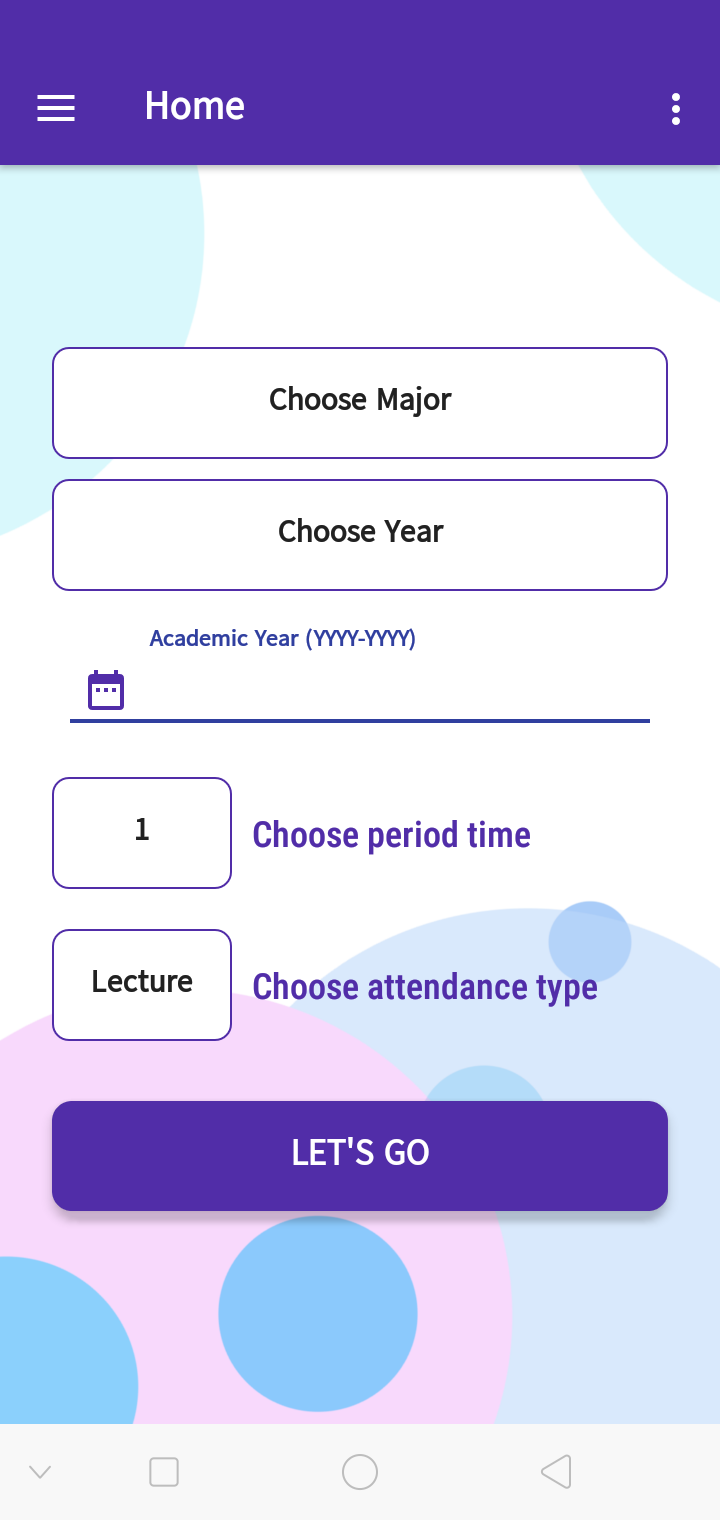 Home
Choose Major
Choose Year
Academic Year (YYYY-YYYY)
1
Choose period time
Lecture
Choose attendance type
LET'S GO